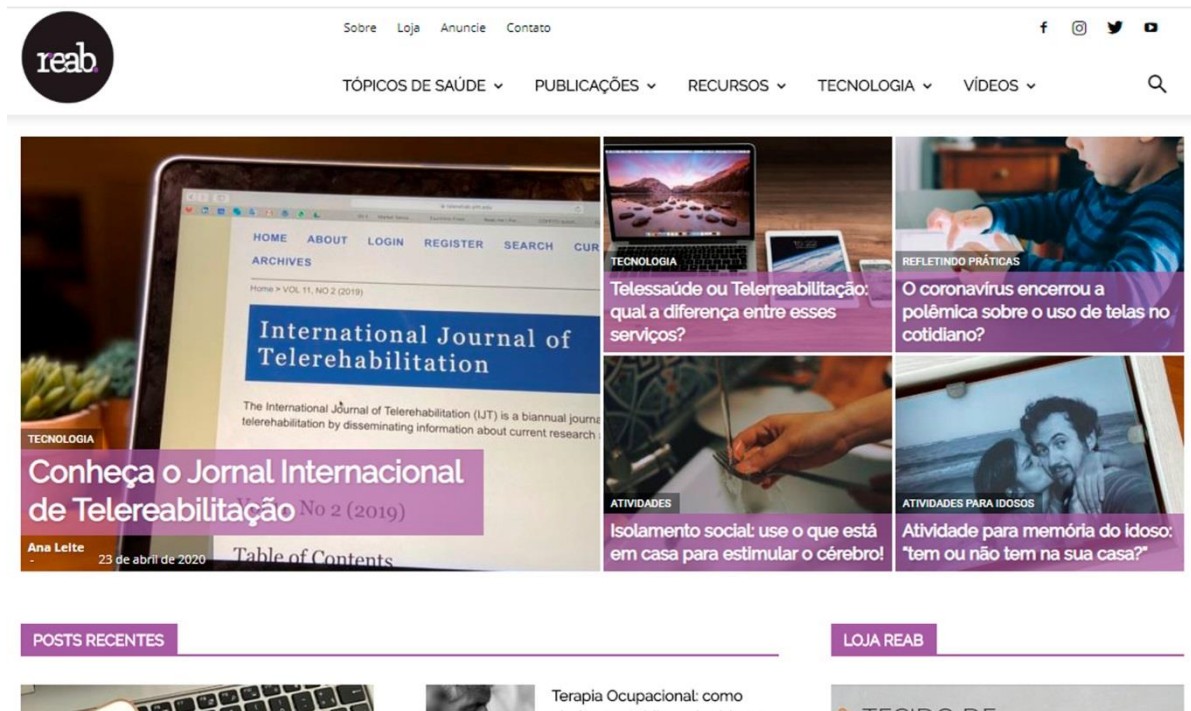 reab.
Sobre Loja Anuncie Contato
TÓPICOS DE SAÚDE PUBLICAÇÕES RECURSOS TECNOLOGIA VÍDEOS
HOME ABOUT LOGIN REGISTER SEARCH CUR
ARCHIVES
Home > VOL 11, NO 2 (2019)
International Journal of
Telerehabilitation
The International Journal of Telerehabilitation (IJT) is a biannual journa
telerehabilitation by disseminating information about current research
No 2 (2019)
Table of Contents
TECNOLOGIA
Conheça o Jornal Internacional
de Telereabilitação
Ana Leite
- 23 de abril de 2020
TECNOLOGIA
Telessaúde ou Telerreabilitação:
qual a diferença entre esses
serviços?
REFLETINDO PRÁTICAS
O coronavírus encerrou a
polêmica sobre o uso de telas no
cotidiano?
ATIVIDADES
Isolamento social: use o que está
em casa para estimular o cérebro!
ATIVIDADES PARA IDOSOS
Atividade para memória do idoso:
"tem ou não tem na sua casa?"
POSTS RECENTES
LOJA REAB
Terapia Ocupacional: como
TECIDO DE